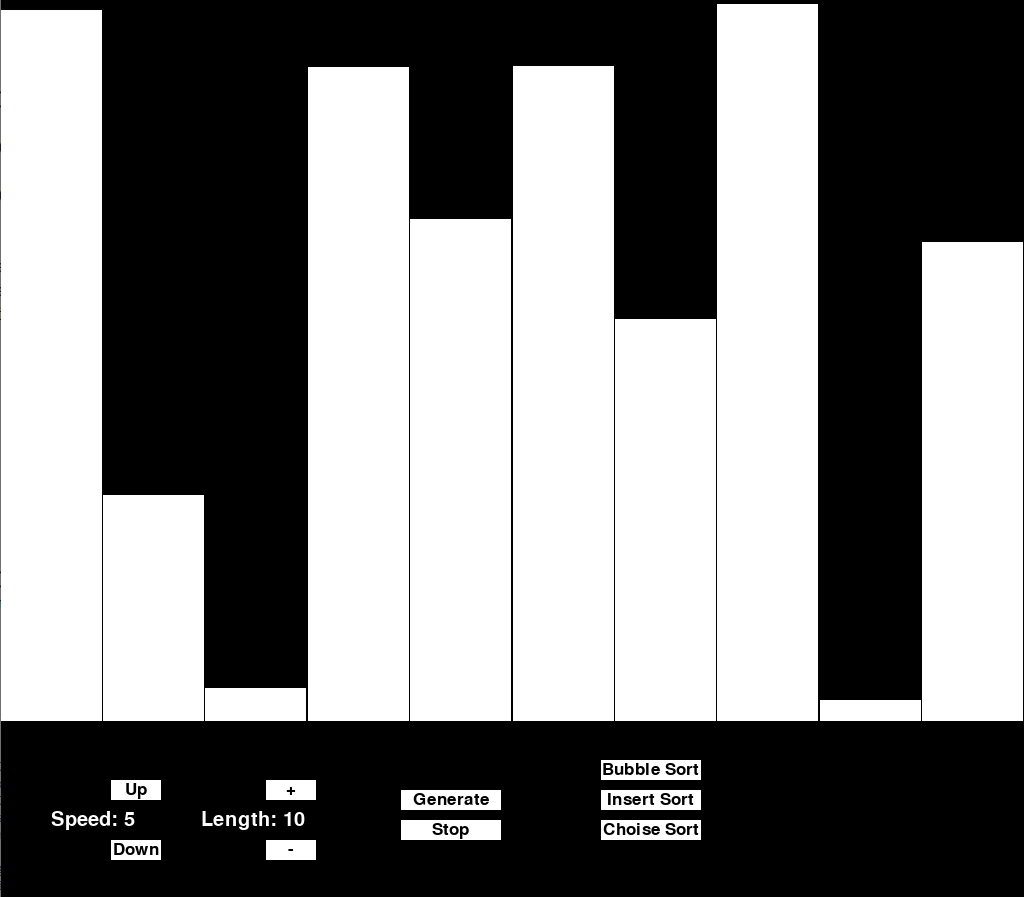 Up
Speed: 5
Down
+
Length: 10
-
Generate
Stop
Bubble Sort
Insert Sort
Choise Sort